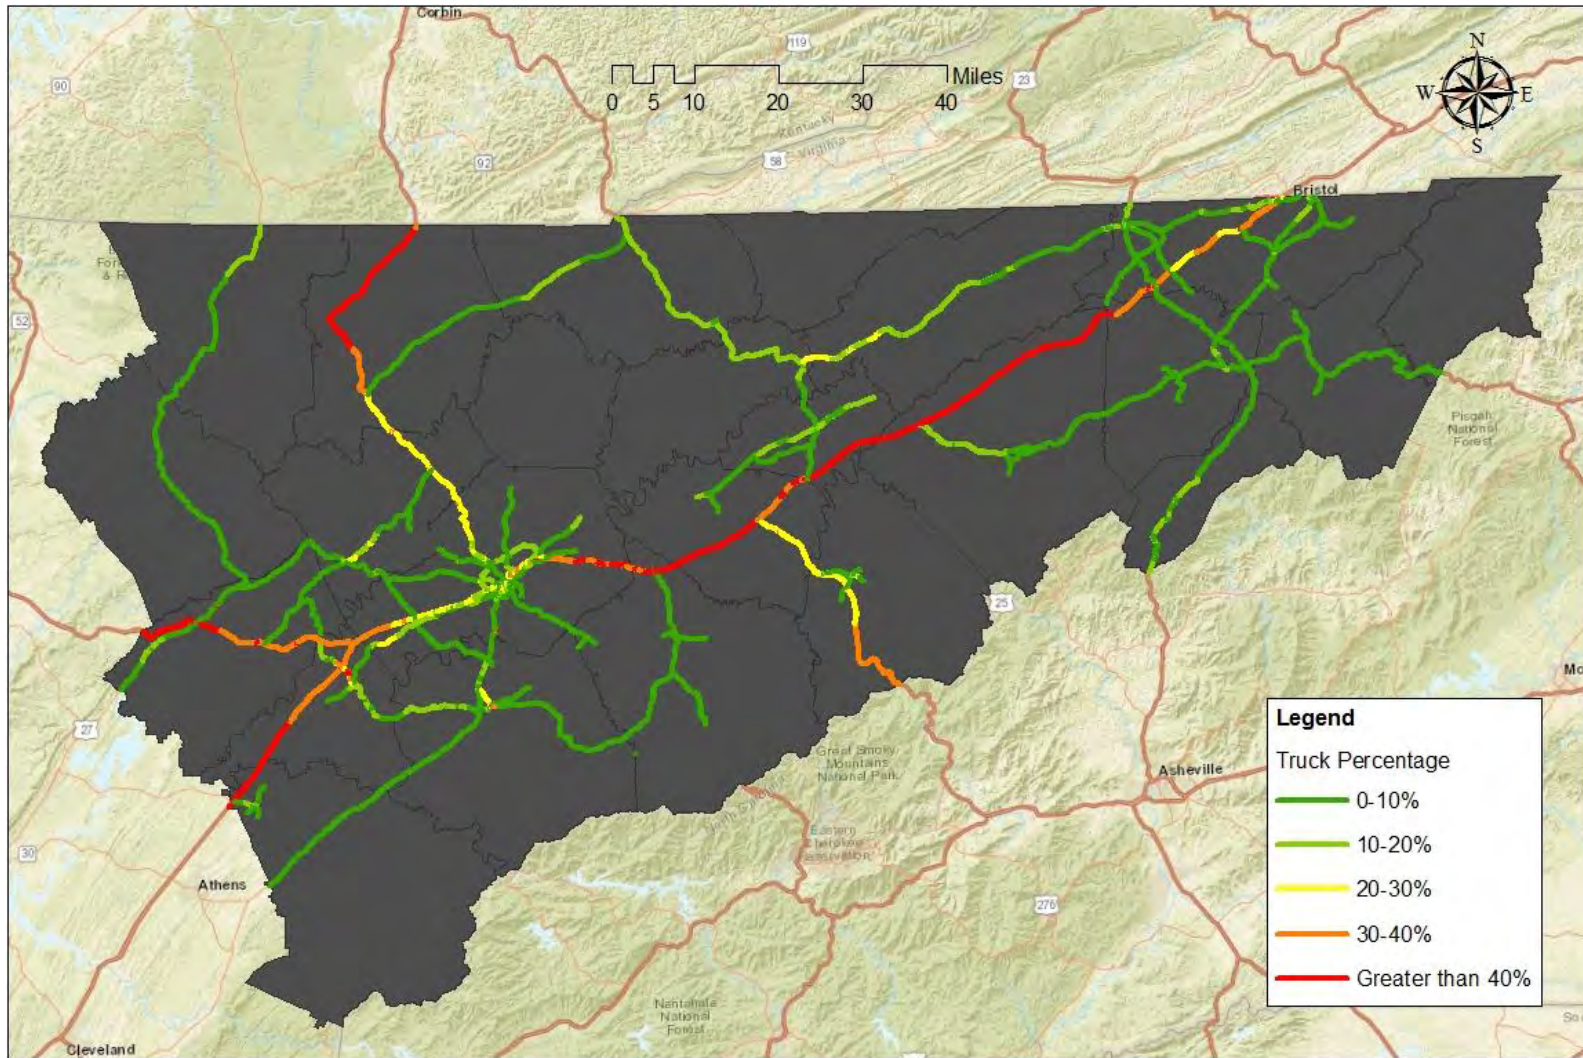 Corbin
119
90
23
Miles
0 5 10 20 30 40
N
W E
S
Kentucky
Virginia
92
58
Bristol
52
Pisgah
National
Forest
25
27
Great Smoky
Mountains
National Park
Asheville
30
Athens
Eastern
Cherokee
276
Nantahala
National
Forest
Cleveland
Legend
Truck Percentage
0-10%
10-20%
20-30%
30-40%
Greater than 40%